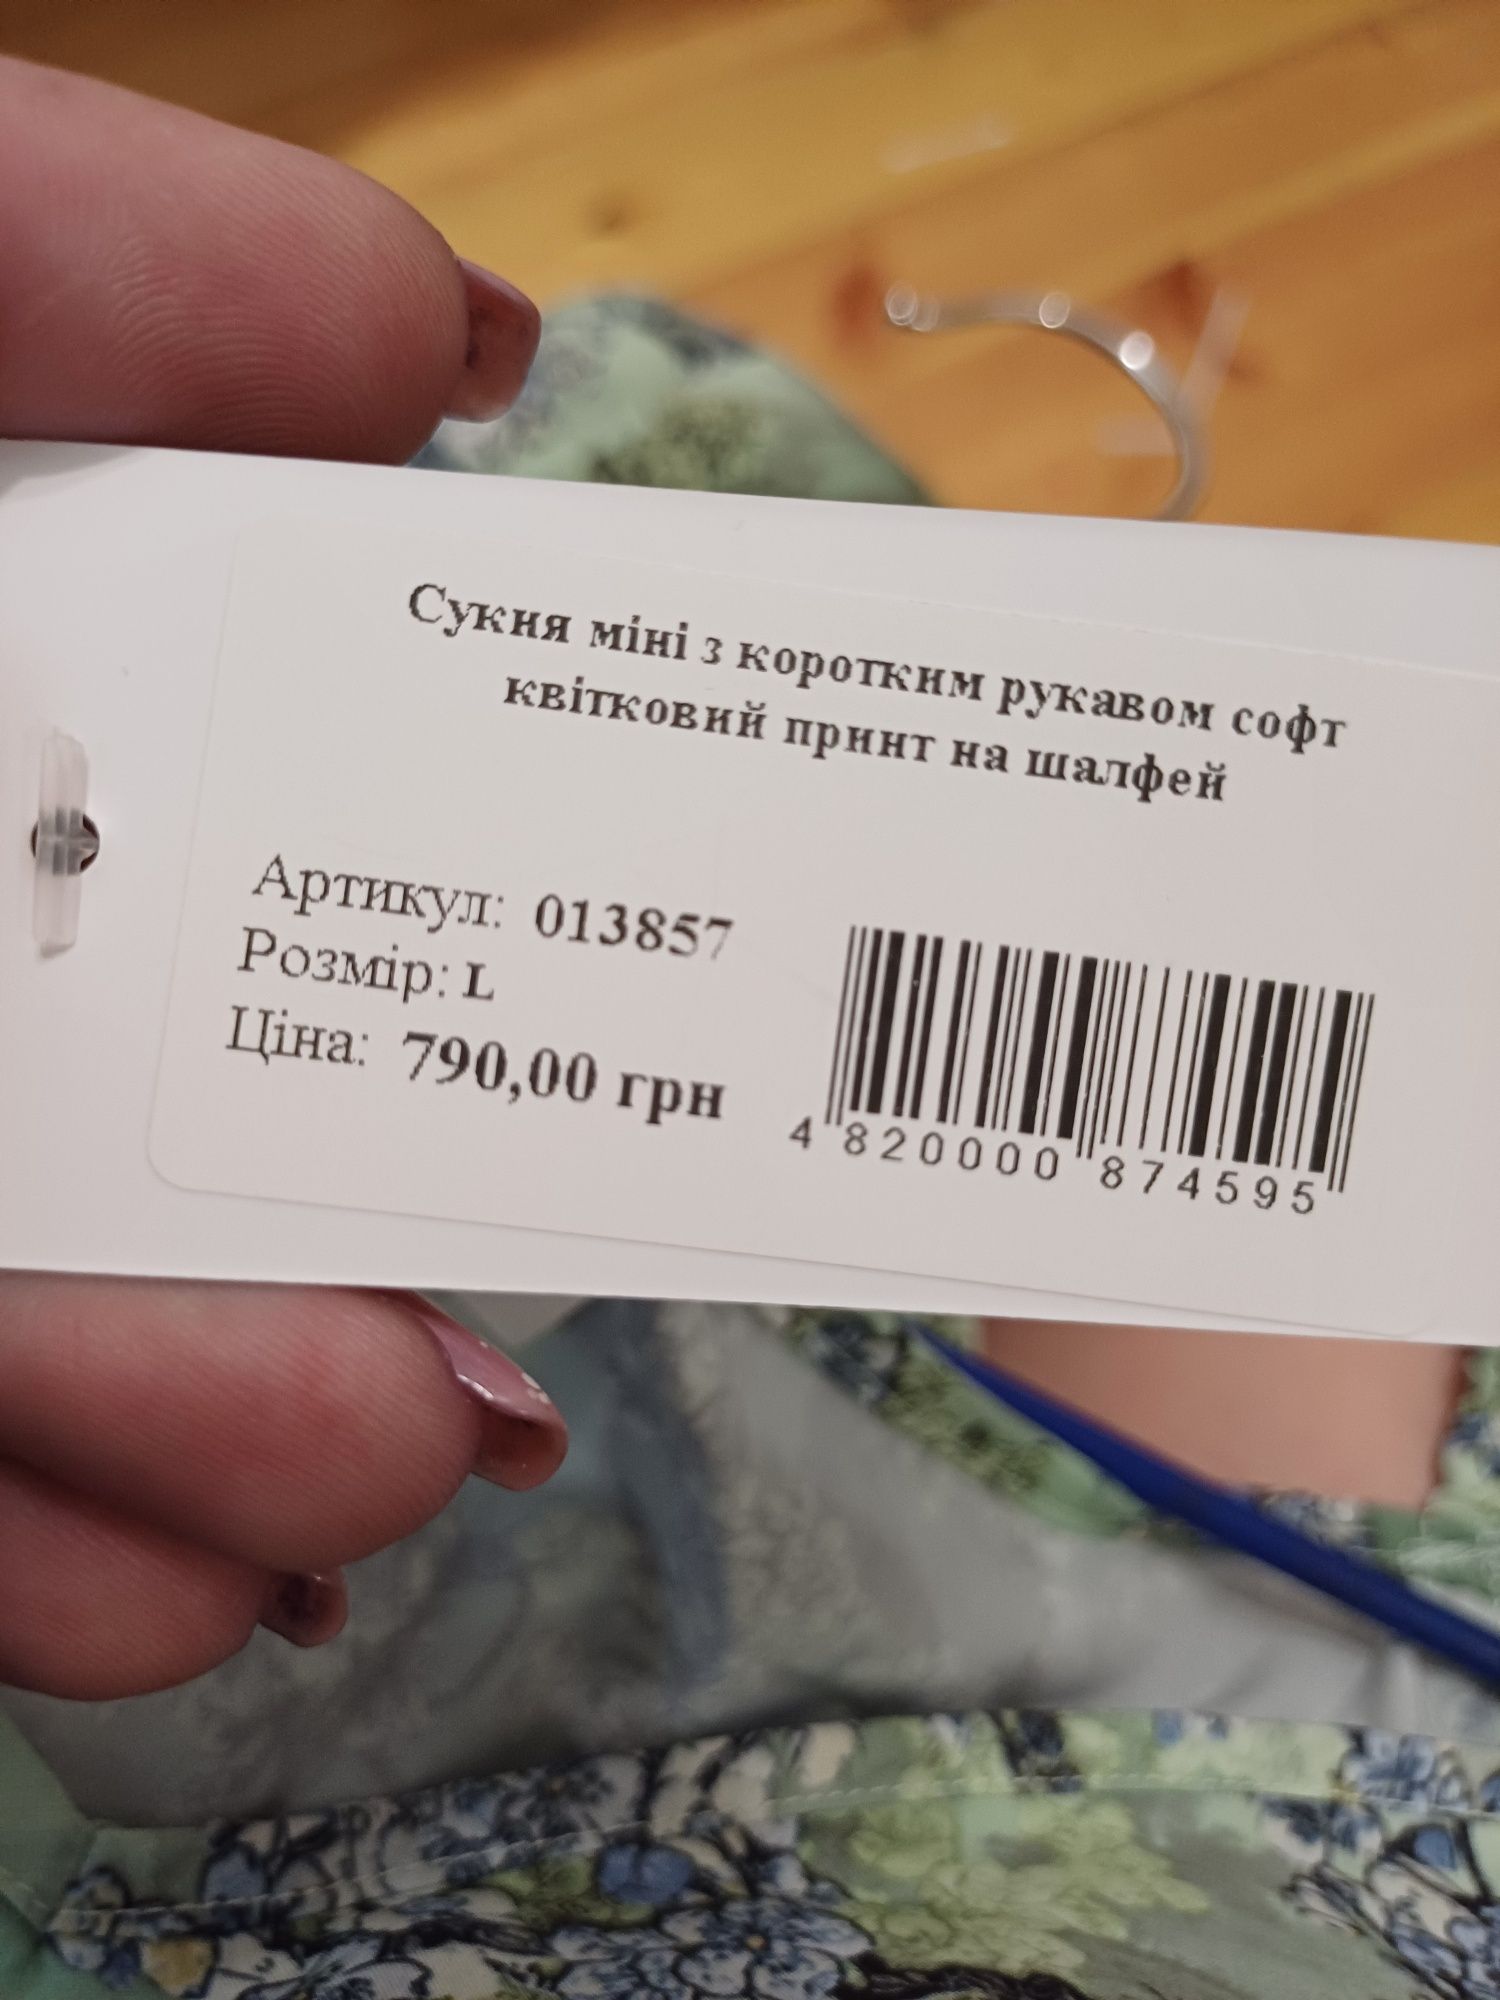 Сукня міні з коротким рукавом софт
квітковий принт на шалфей
Артикул: 013857
Розмір: L
Ціна: 790,00 грн
4 820000 874595